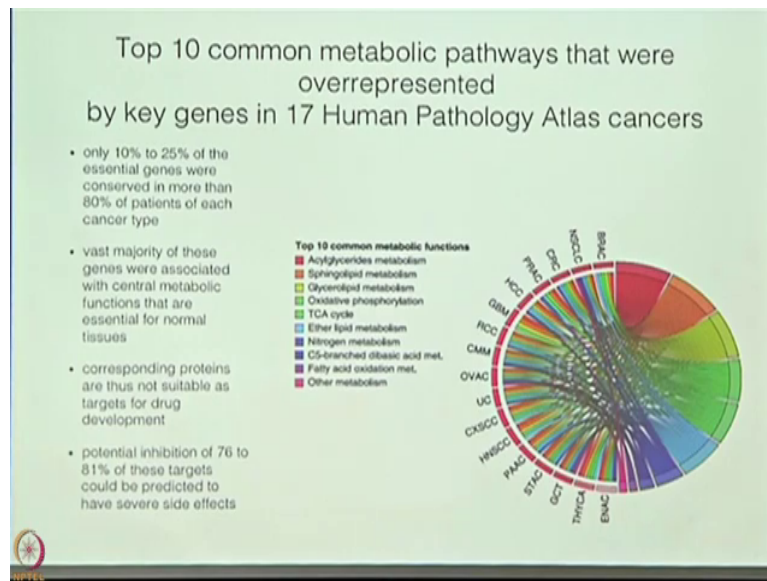 Top 10 common metabolic pathways that were
overrepresented
by key genes in 17 Human Pathology Atlas cancers
• only 10% to 25% of the
essential genes were
conserved in more than
80% of patients of each
cancer type
• vast majority of these
genes were associated
with central metabolic
functions that are
essential for normal
tissues
• corresponding proteins
are thus not suitable as
targets for drug
development
• potential inhibition of 76 to
81% of these targets
could be predicted to
have severe side effects
Top 10 common metabolic functions
Acylglycerides metabolism
Sphingolipid metabolism
Glycerolipid metabolism
Oxidative phosphorylation
TCA cycle
Ether lipid metabolism
Nitrogen metabolism
C5-branched dibasic acid met.
Fatty acid oxidation met.
Other metabolism
BRAC
NSCLC
CRC
PRAC
HCC
GBM
RCC
CMM
OVAC
UC
CXSCC
HNSCC
PAAC
STAC
GCT
THYCA
ENAC
NPTEL